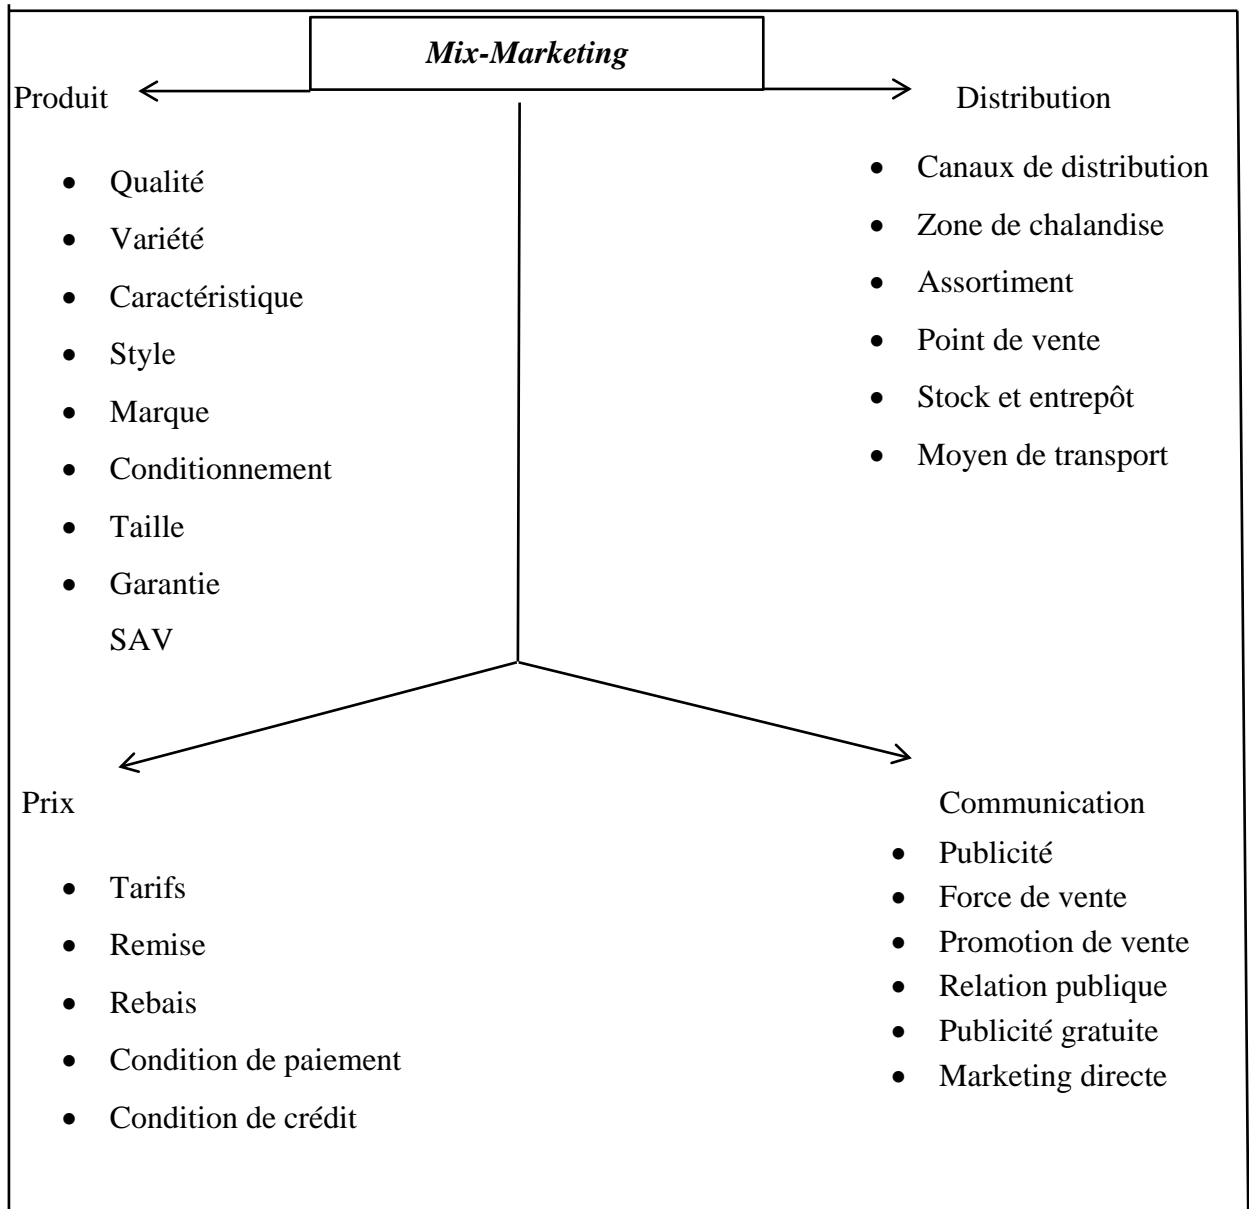 Mix-Marketing
Produit
• Qualité
• Variété
• Caractéristique
• Style
• Marque
• Conditionnement
• Taille
• Garantie
SAV
Distribution
• Canaux de distribution
• Zone de chalandise
• Assortiment
• Point de vente
• Stock et entrepôt
• Moyen de transport
Prix
• Tarifs
• Remise
• Rebais
• Condition de paiement
• Condition de crédit
Communication
• Publicité
• Force de vente
• Promotion de vente
• Relation publique
• Publicité gratuite
• Marketing directe